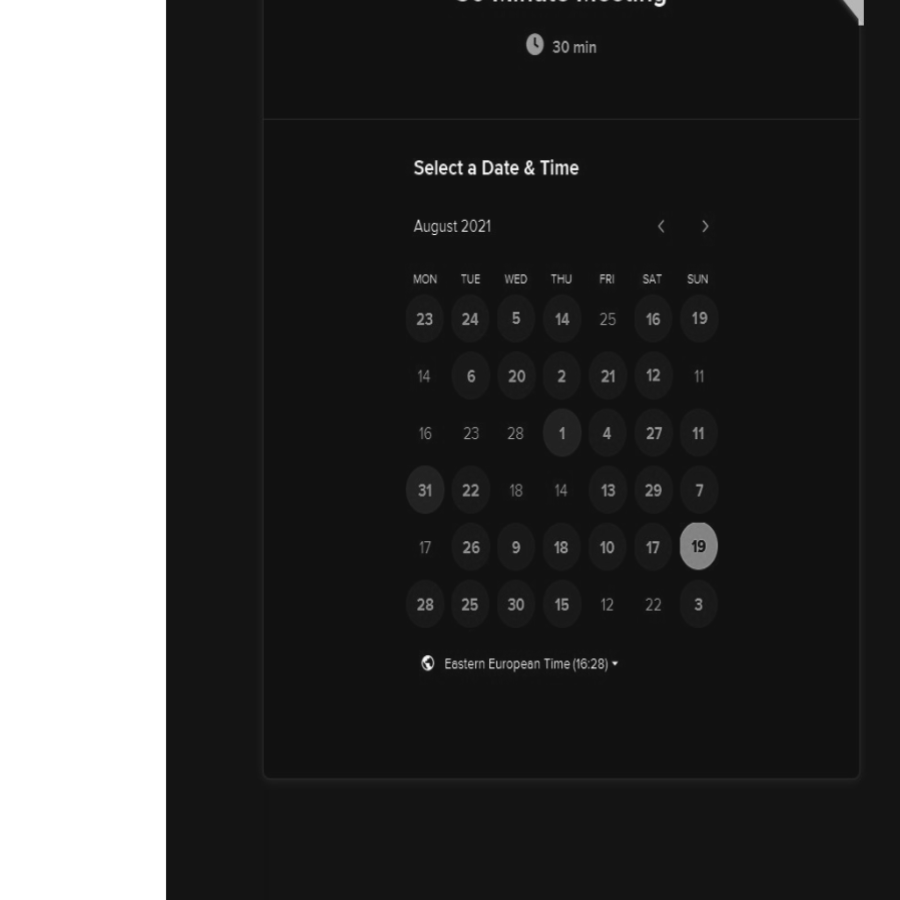 30 Minute Meeting
30 min
Select a Date & Time
August 2021
MON TUE WED THU FRI SAT SUN
23 24 5 14 25 16 19
14 6 20 2 21 12 11
16 23 28 1 4 27 11
31 22 18 14 13 29 7
17 26 9 18 10 17 19
28 25 30 15 12 22 3
Eastern European Time (16:28)